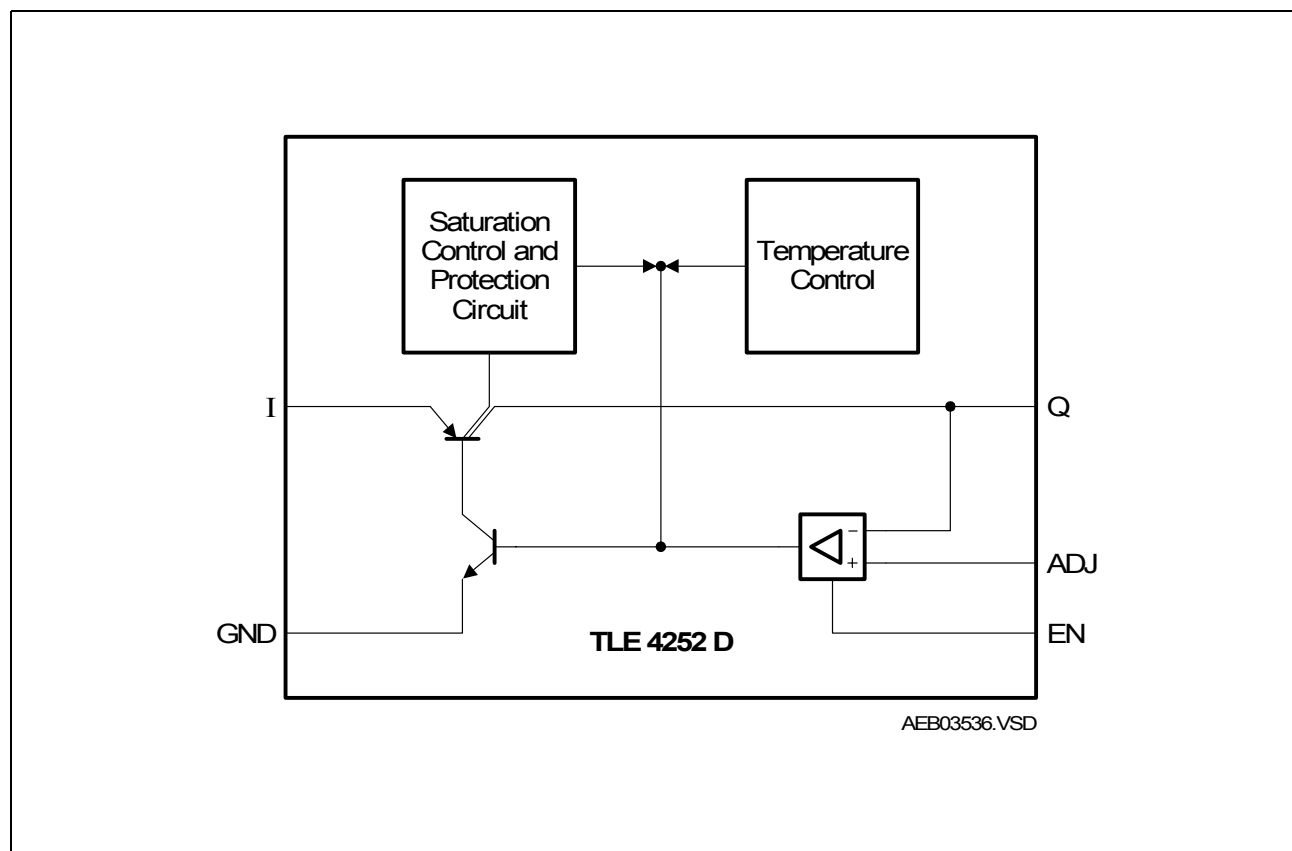 Saturation
Control and
Protection
Circuit
Temperature
Control
I
Q
−
+
ADJ
GND
EN
TLE 4252 D
AEB03536.VSD